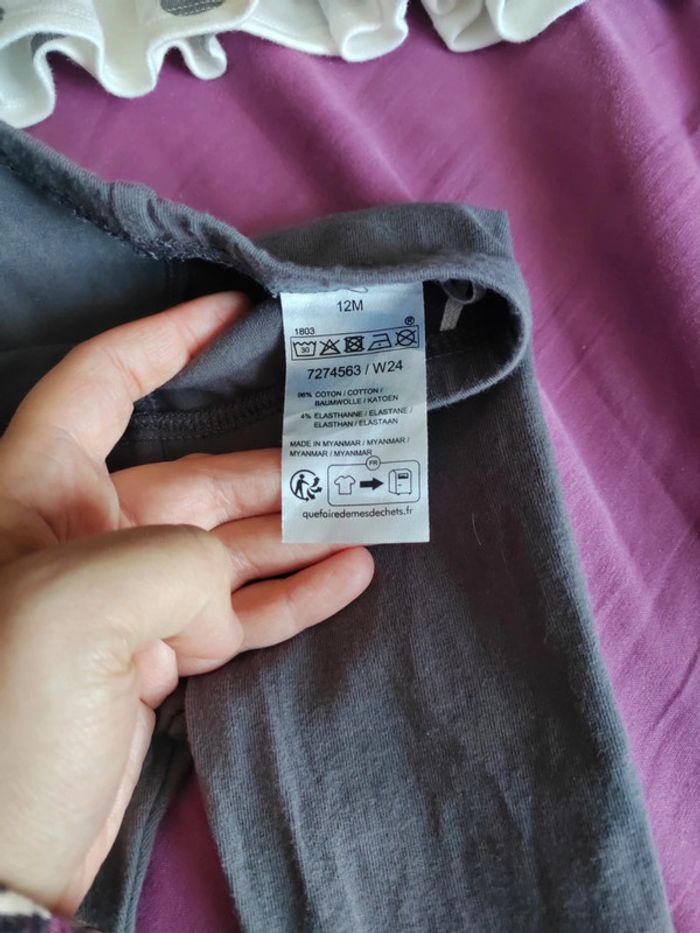 12M
1803
®
30
7274563 / W24
96% COTON / COTTON /
BAUMWOLLE / KATOEN
4% ELASTHANNE / ELASTANE /
ELASTHAN / ELASTAAN
MADE IN MYANMAR / MYANMAR /
MYANMAR / MYANMAR
FR
quefairedemesdechets.fr